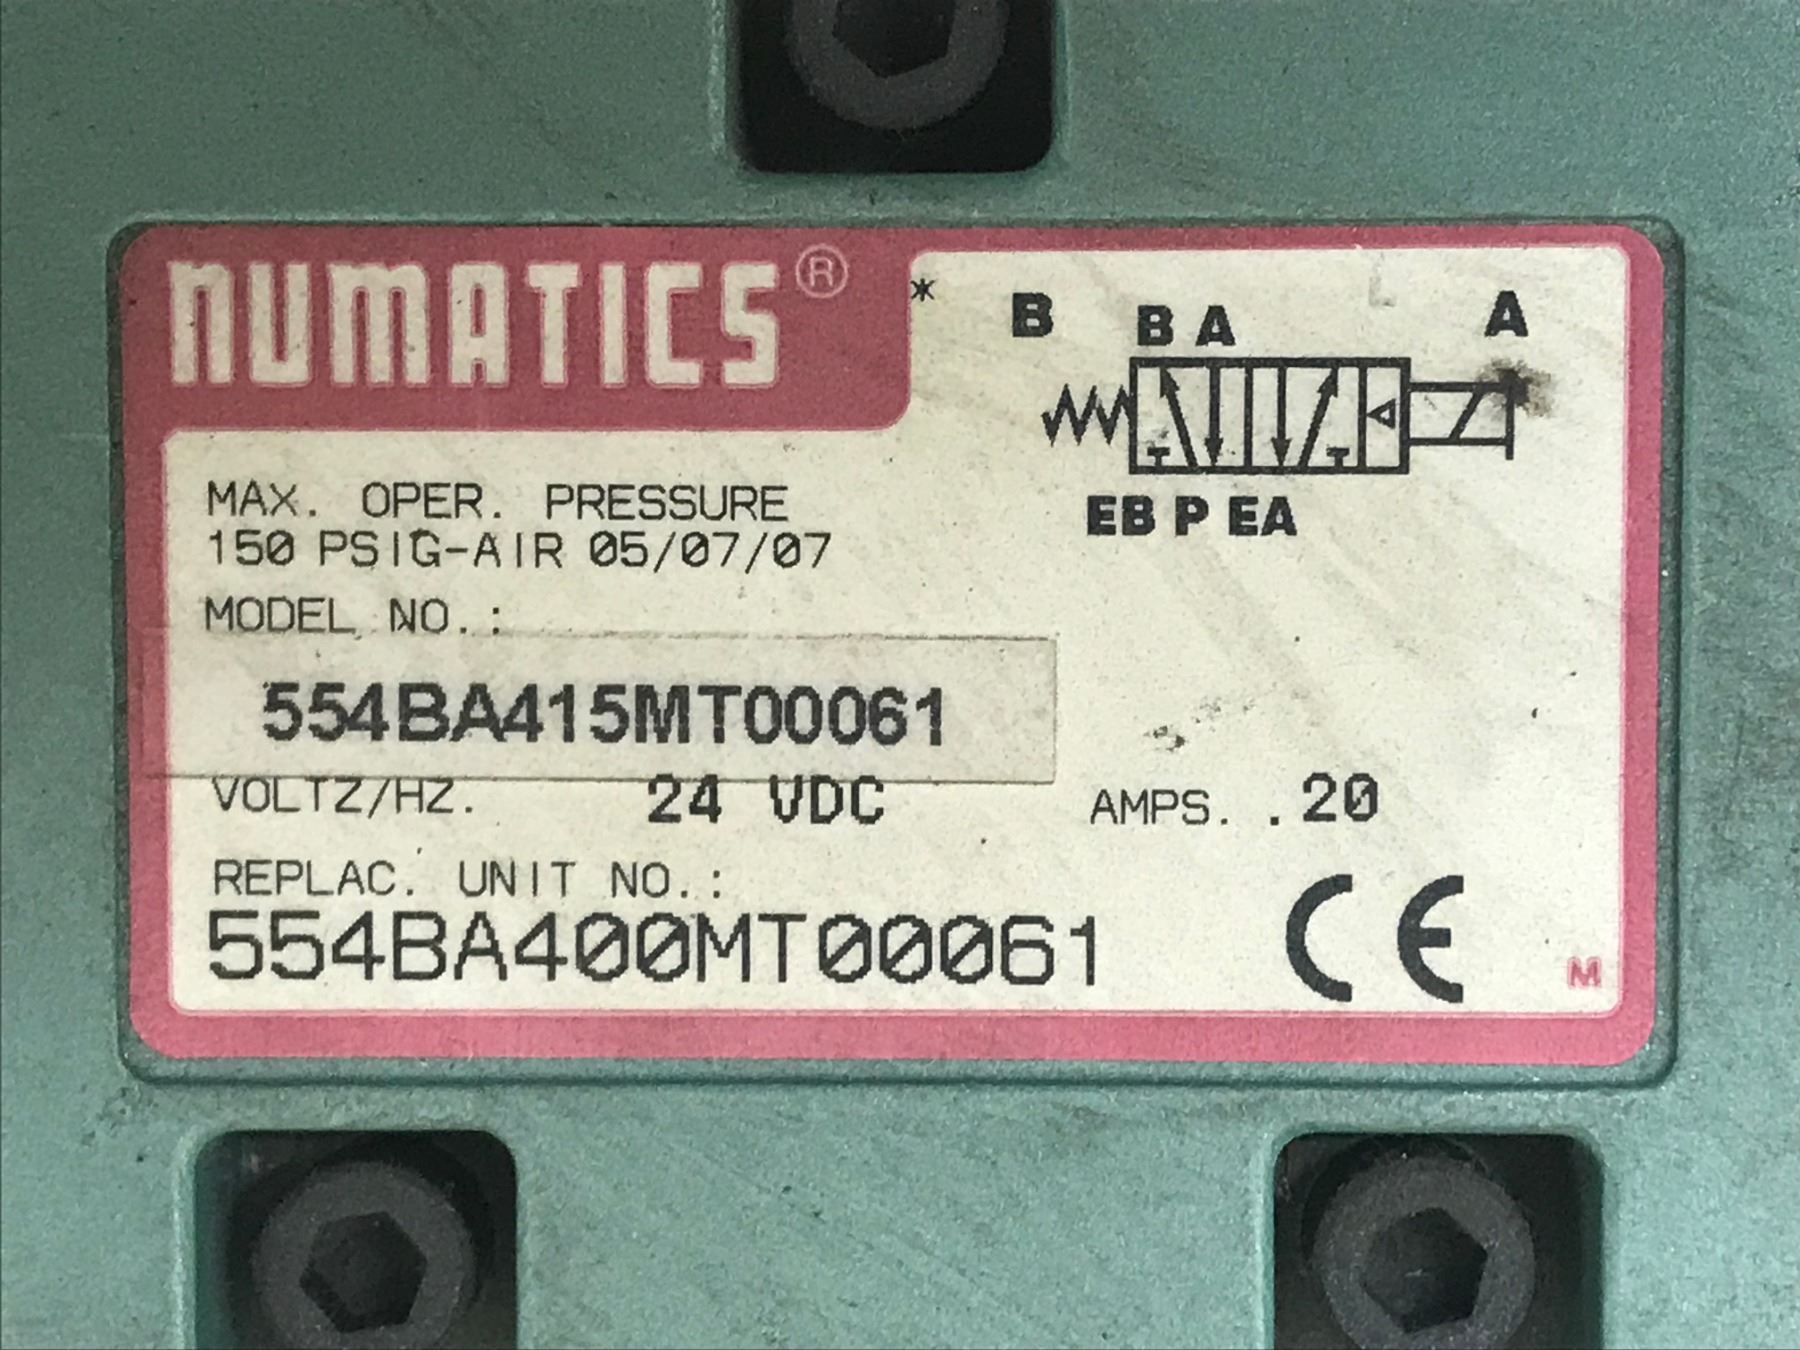 NUMATICS®
*
B B A A
EB P EA
MAX. OPER. PRESSURE
150 PSIG-AIR 05/07/07
MODEL NO.:
554BA415MT00061
VOLTZ/HZ. 24 VDC AMPS. .20
REPLAC. UNIT NO.:
554BA400MT00061
CE
M